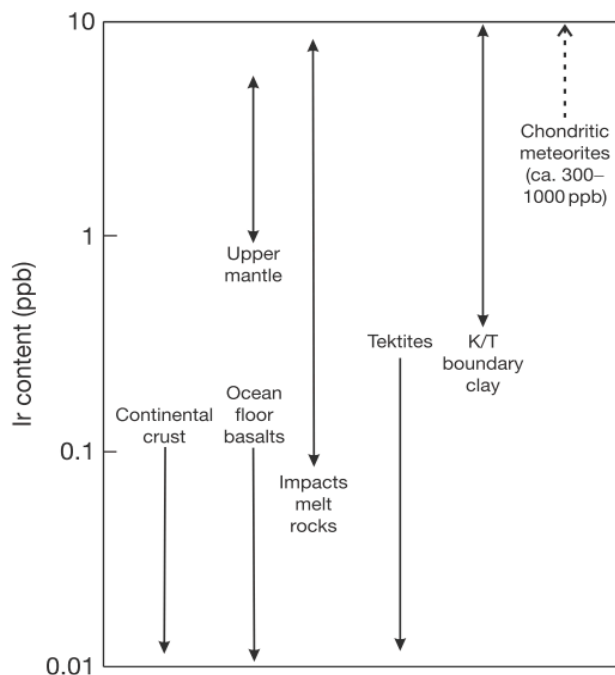 10
Chondritic
meteorites
(ca. 300–
1000 ppb)
1
Upper
mantle
Tektites
K/T
boundary
clay
Ir content (ppb)
Continental
crust
Ocean
floor
basalts
0.1
Impacts
melt
rocks
0.01